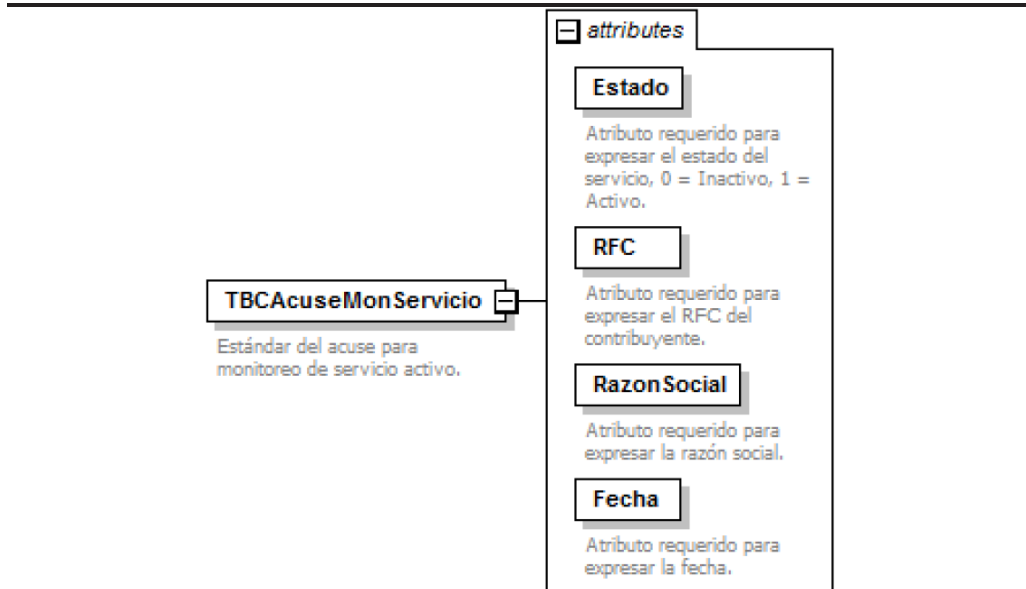 attributes
Estado
Atributo requerido para
expresar el estado del
servicio, 0 = Inactivo, 1 =
Activo.
RFC
Atributo requerido para
expresar el RFC del
contribuyente.
TBCAcuseMonServicio
Estándar del acuse para
monitoreo de servicio activo.
RazonSocial
Atributo requerido para
expresar la razón social.
Fecha
Atributo requerido para
expresar la fecha.